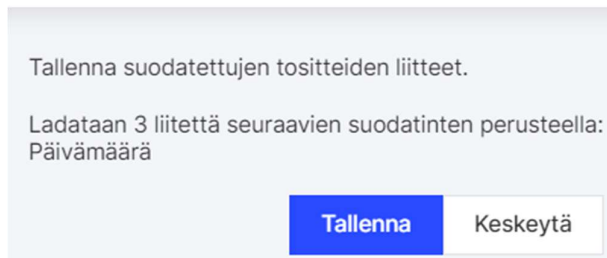 Tallenna suodatettujen tositteiden liitteet.
Ladataan 3 liitettä seuraavien suodatinten perusteella:
Päivämäärä
Tallenna
Keskeytä